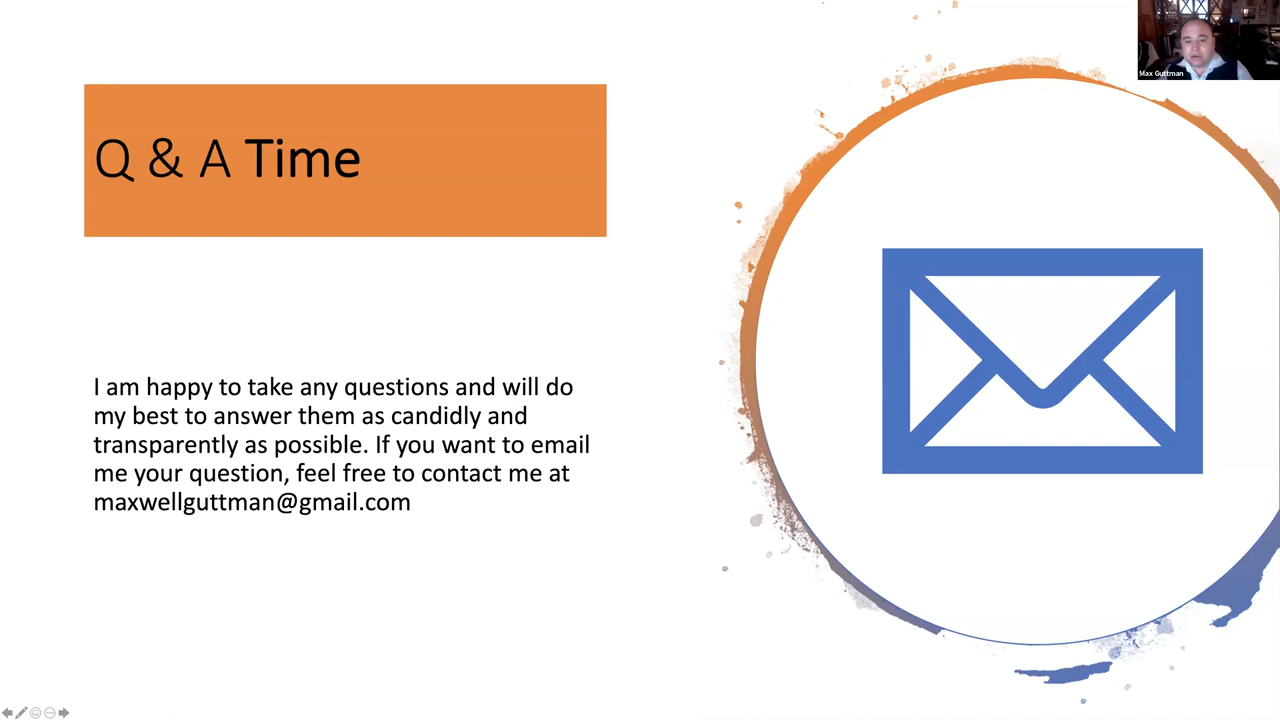 Q & A Time
I am happy to take any questions and will do
my best to answer them as candidly and
transparently as possible. If you want to email
me your question, feel free to contact me at
maxwellguttman@gmail.com
Max Guttman